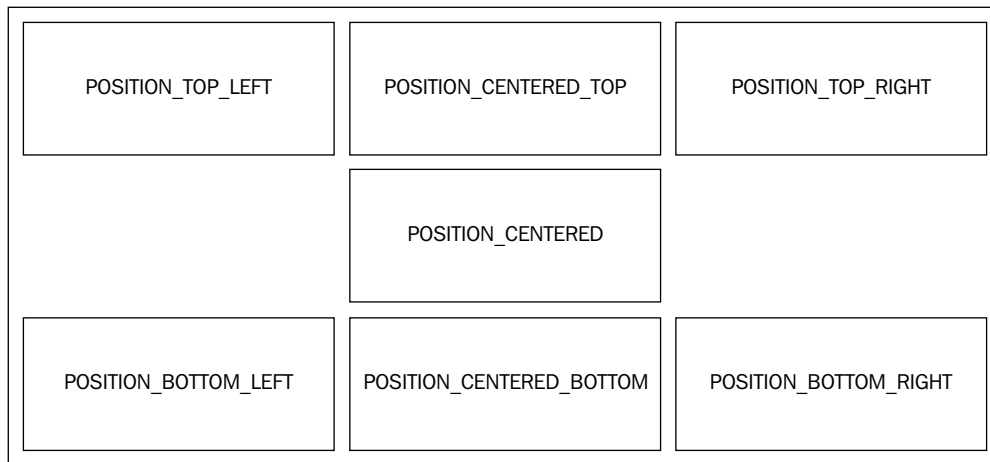 POSITION_TOP_LEFT
POSITION_CENTERED_TOP
POSITION_TOP_RIGHT
POSITION_CENTERED
POSITION_BOTTOM_LEFT
POSITION_CENTERED_BOTTOM
POSITION_BOTTOM_RIGHT